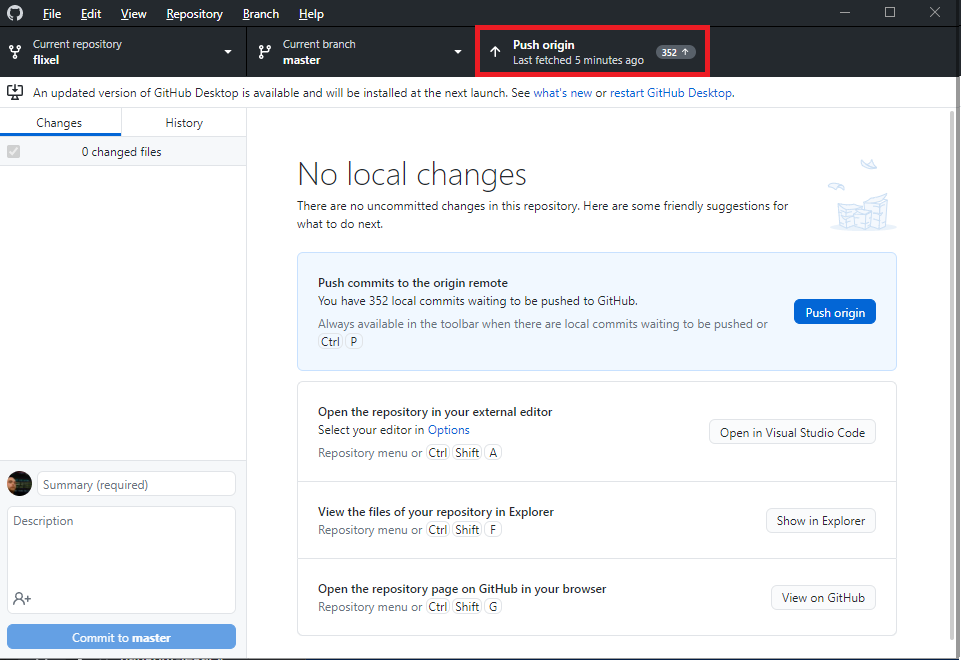 File Edit View Repository Branch Help
Current repository
flixel
Current branch
master
Push origin
Last fetched 5 minutes ago
352
An updated version of GitHub Desktop is available and will be installed at the next launch. See what's new or restart GitHub Desktop.
Changes
History
0 changed files
No local changes
There are no uncommitted changes in this repository. Here are some friendly suggestions for
what to do next.
Push commits to the origin remote
You have 352 local commits waiting to be pushed to GitHub.
Always available in the toolbar when there are local commits waiting to be pushed or
Ctrl P
Push origin
Open the repository in your external editor
Select your editor in Options
Repository menu or Ctrl Shift A
Open in Visual Studio Code
View the files of your repository in Explorer
Repository menu or Ctrl Shift F
Show in Explorer
Open the repository page on GitHub in your browser
Repository menu or Ctrl Shift G
View on GitHub
Summary (required)
Description
Commit to master